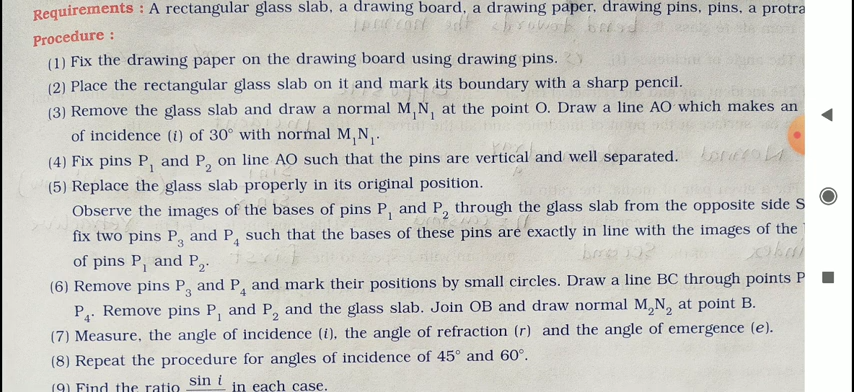 Requirements : A rectangular glass slab, a drawing board, a drawing paper, drawing pins, pins, a protra
Procedure :
(1) Fix the drawing paper on the drawing board using drawing pins.
(2) Place the rectangular glass slab on it and mark its boundary with a sharp pencil.
(3) Remove the glass slab and draw a normal M₁N₁ at the point O. Draw a line AO which makes an
of incidence (i) of 30° with normal M₁N₁.
(4) Fix pins P₁ and P₂ on line AO such that the pins are vertical and well separated.
(5) Replace the glass slab properly in its original position.
Observe the images of the bases of pins P₁ and P₂ through the glass slab from the opposite side S
fix two pins P₃ and P₄ such that the bases of these pins are exactly in line with the images of the
of pins P₁ and P₂.
(6) Remove pins P₃ and P₄ and mark their positions by small circles. Draw a line BC through points P
P₄. Remove pins P₁ and P₂ and the glass slab. Join OB and draw normal M₂N₂ at point B.
(7) Measure, the angle of incidence (i), the angle of refraction (r) and the angle of emergence (e).
(8) Repeat the procedure for angles of incidence of 45° and 60°.
(9) Find the ratio sin i in each case.